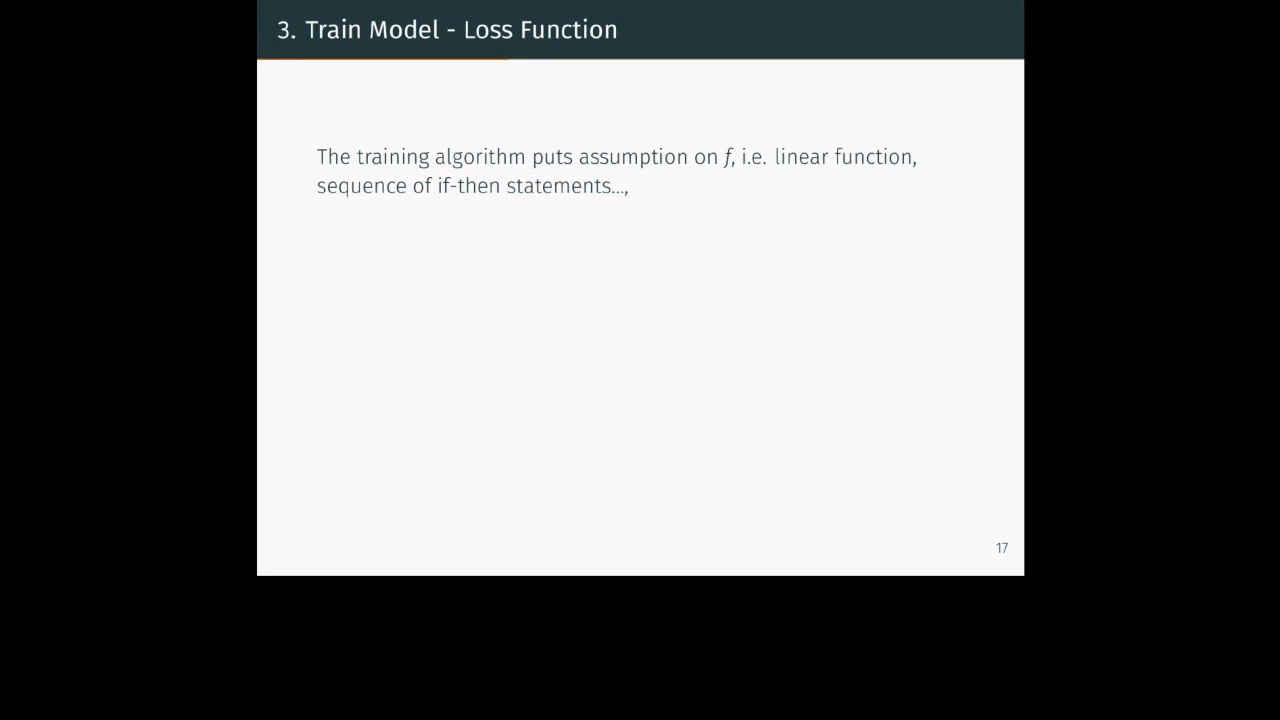 3. Train Model - Loss Function
The training algorithm puts assumption on f, i.e. linear function,
sequence of if-then statements...,
17